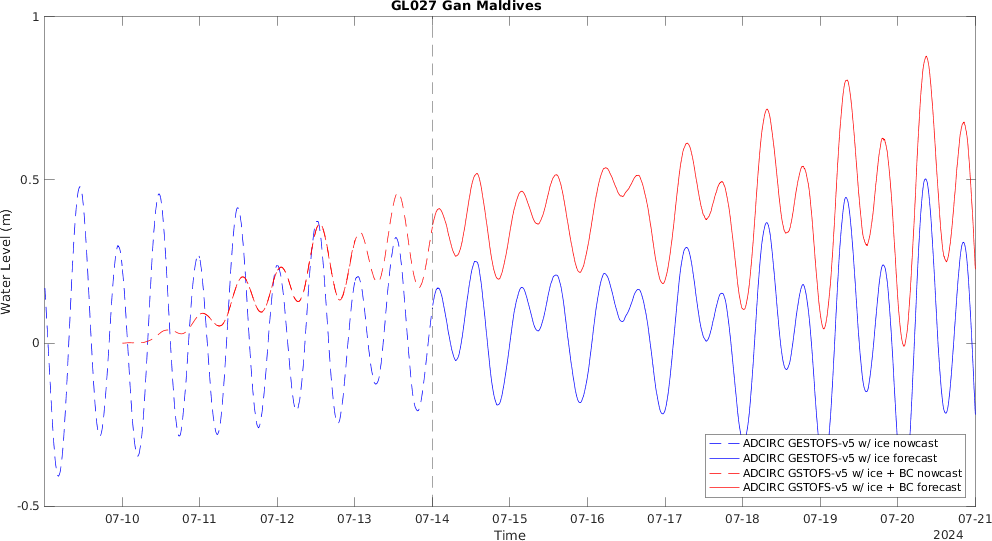 GL027 Gan Maldives
1
0.5
0
-0.5
Water Level (m)
ADCIRC GESTOFS-v5 w/ ice nowcast
ADCIRC GESTOFS-v5 w/ ice forecast
ADCIRC GSTOFS-v5 w/ ice + BC nowcast
ADCIRC GSTOFS-v5 w/ ice + BC forecast
07-10 07-11 07-12 07-13 07-14 07-15 07-16 07-17 07-18 07-19 07-20 07-21
Time
2024